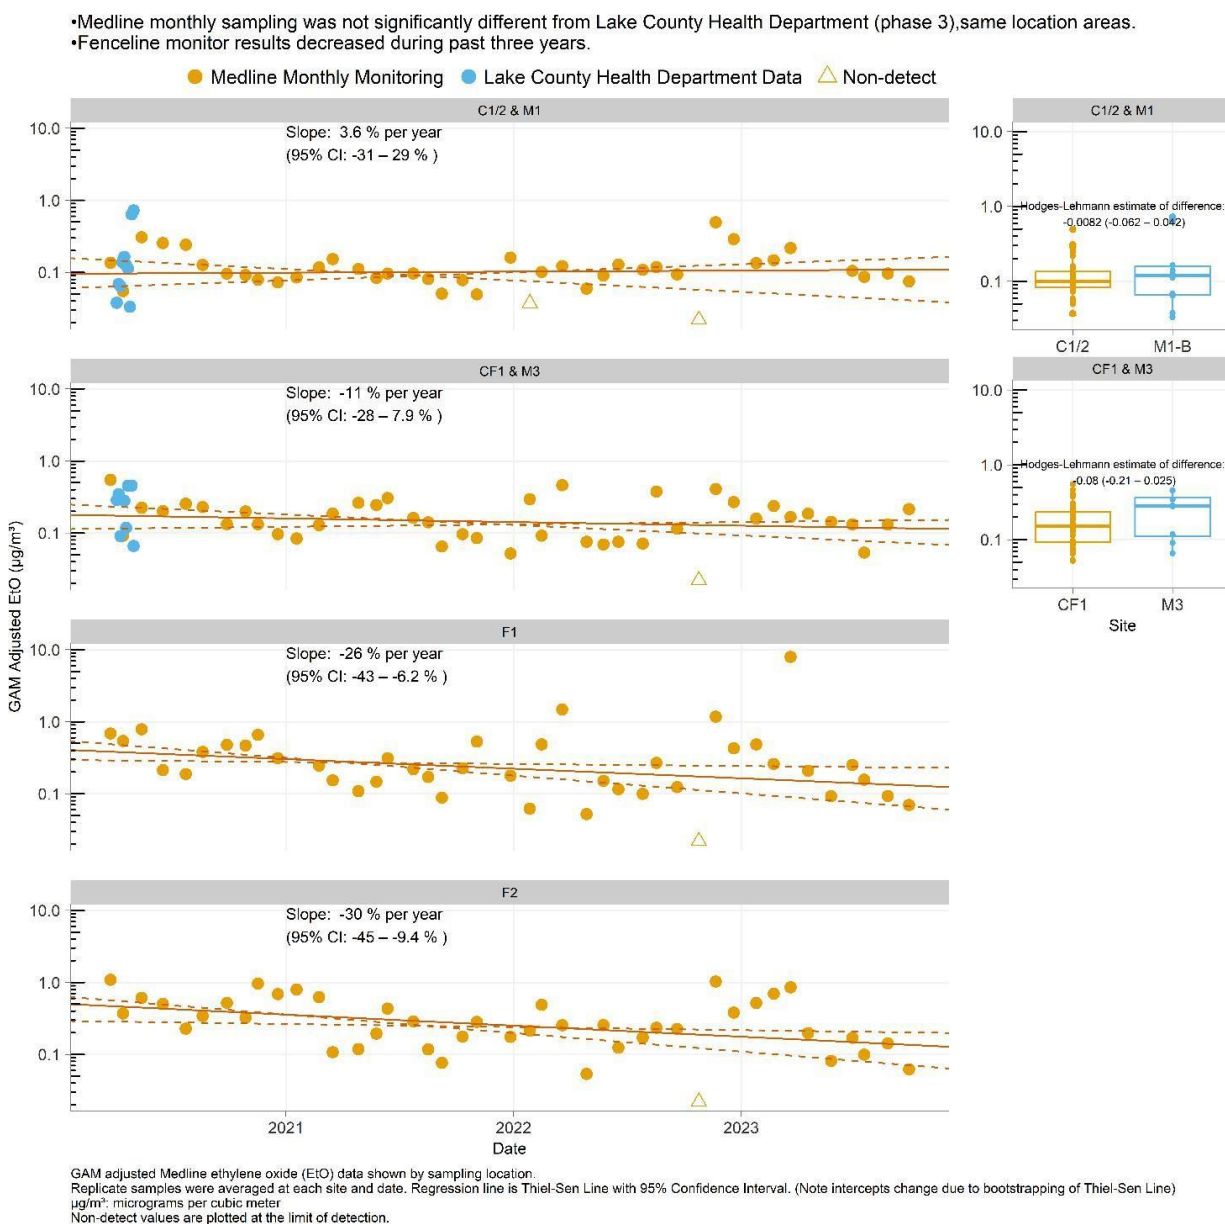 •Medline monthly sampling was not significantly different from Lake County Health Department (phase 3),same location areas.
•Fenceline monitor results decreased during past three years.
Medline Monthly Monitoring Lake County Health Department Data Non-detect
C1/2 & M1
10.0
1.0
0.1
Slope: 3.6 % per year
(95% CI: -31 – 29 % )
CF1 & M3
10.0
1.0
0.1
Slope: -11 % per year
(95% CI: -28 – 7.9 % )
F1
10.0
1.0
0.1
Slope: -26 % per year
(95% CI: -43 – -6.2 % )
F2
10.0
1.0
0.1
Slope: -30 % per year
(95% CI: -45 – -9.4 % )
2021 2022 2023
Date
GAM Adjusted EtO (µg/m³)
C1/2 & M1
10.0
1.0
0.1
Hodges-Lehmann estimate of difference:
-0.0082 (-0.062 – 0.042)
C1/2 M1-B
CF1 & M3
10.0
1.0
0.1
Hodges-Lehmann estimate of difference:
-0.08 (-0.21 – 0.025)
CF1 M3
Site
GAM adjusted Medline ethylene oxide (EtO) data shown by sampling location.
Replicate samples were averaged at each site and date. Regression line is Thiel-Sen Line with 95% Confidence Interval. (Note intercepts change due to bootstrapping of Thiel-Sen Line)
µg/m³: micrograms per cubic meter
Non-detect values are plotted at the limit of detection.